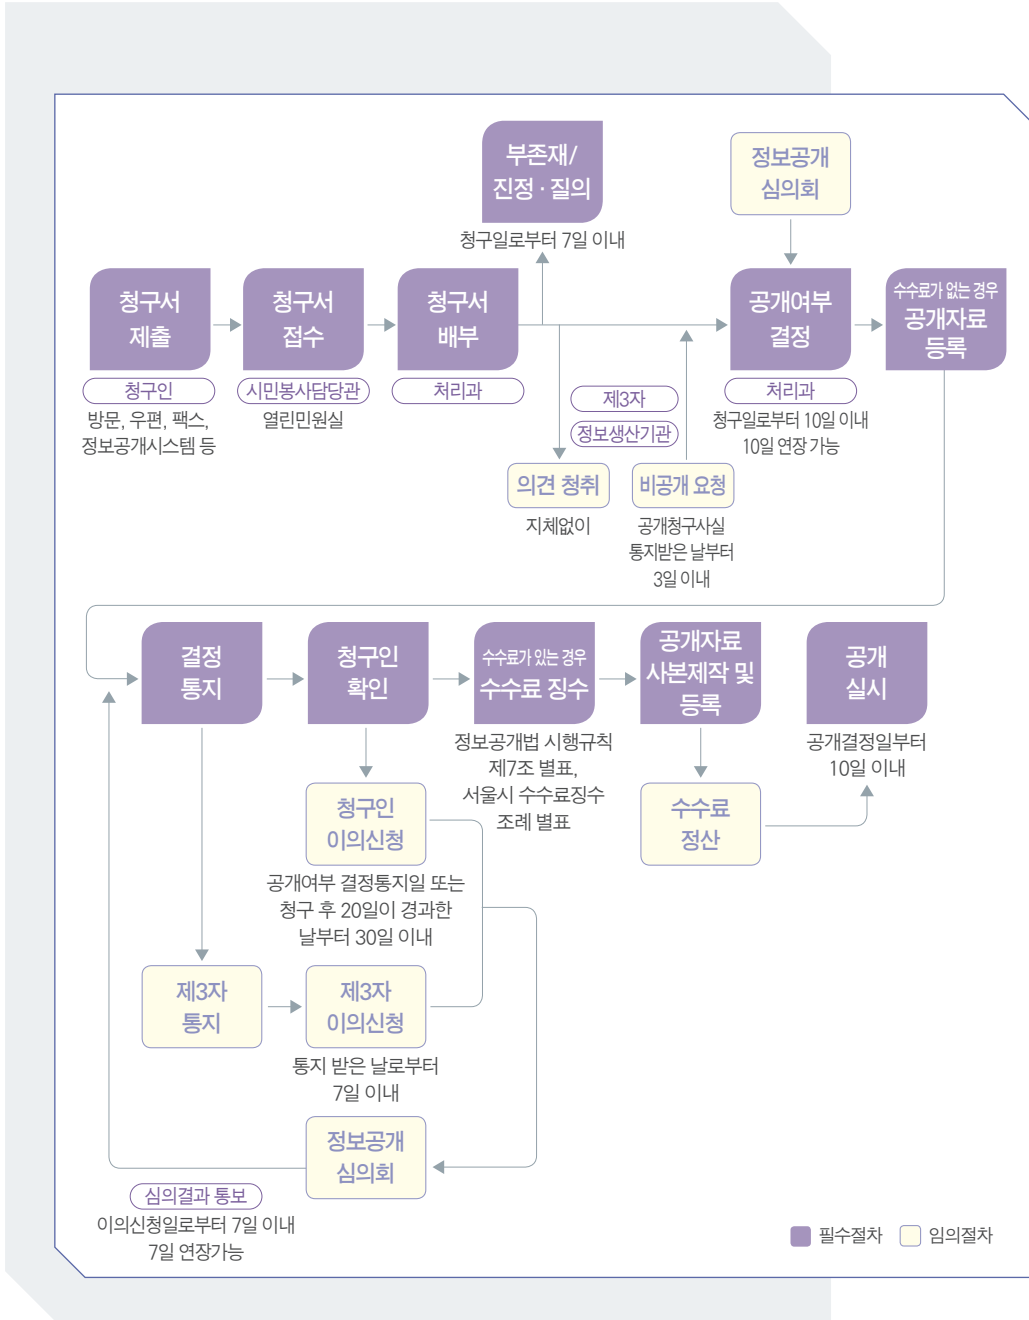 부존재/
진정 · 질의
청구일로부터 7일 이내
정보공개
심의회
청구서
제출
청구인
방문, 우편, 팩스,
정보공개시스템 등
청구서
접수
시민봉사담당관
열린민원실
청구서
배부
처리과
제3자
정보생산기관
의견 청취
지체없이
비공개 요청
공개청구사실
통지받은 날부터
3일 이내
공개여부
결정
처리과
청구일로부터 10일 이내
10일 연장 가능
수수료가 없는 경우
공개자료
등록
결정
통지
청구인
확인
수수료가 있는 경우
수수료 징수
정보공개법 시행규칙
제7조 별표,
서울시 수수료징수
조례 별표
공개자료
사본제작 및
등록
공개
실시
공개결정일부터
10일 이내
청구인
이의신청
공개여부 결정통지일 또는
청구 후 20일이 경과한
날부터 30일 이내
수수료
정산
제3자
통지
제3자
이의신청
통지 받은 날로부터
7일 이내
정보공개
심의회
심의결과 통보
이의신청일로부터 7일 이내
7일 연장가능
필수절차
임의절차